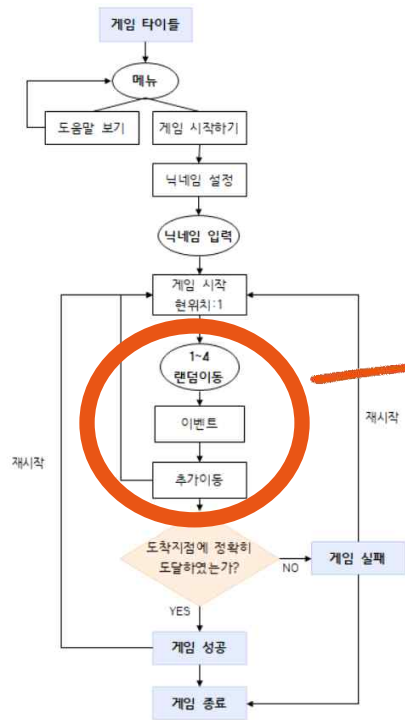 게임 타이틀
메뉴
도움말 보기
게임 시작하기
닉네임 설정
닉네임 입력
게임 시작
현위치:1
1~4
랜덤이동
이벤트
재시작
재시작
추가이동
도착지점에 정확히
도달하였는가?
NO
게임 실패
YES
게임 성공
게임 종료